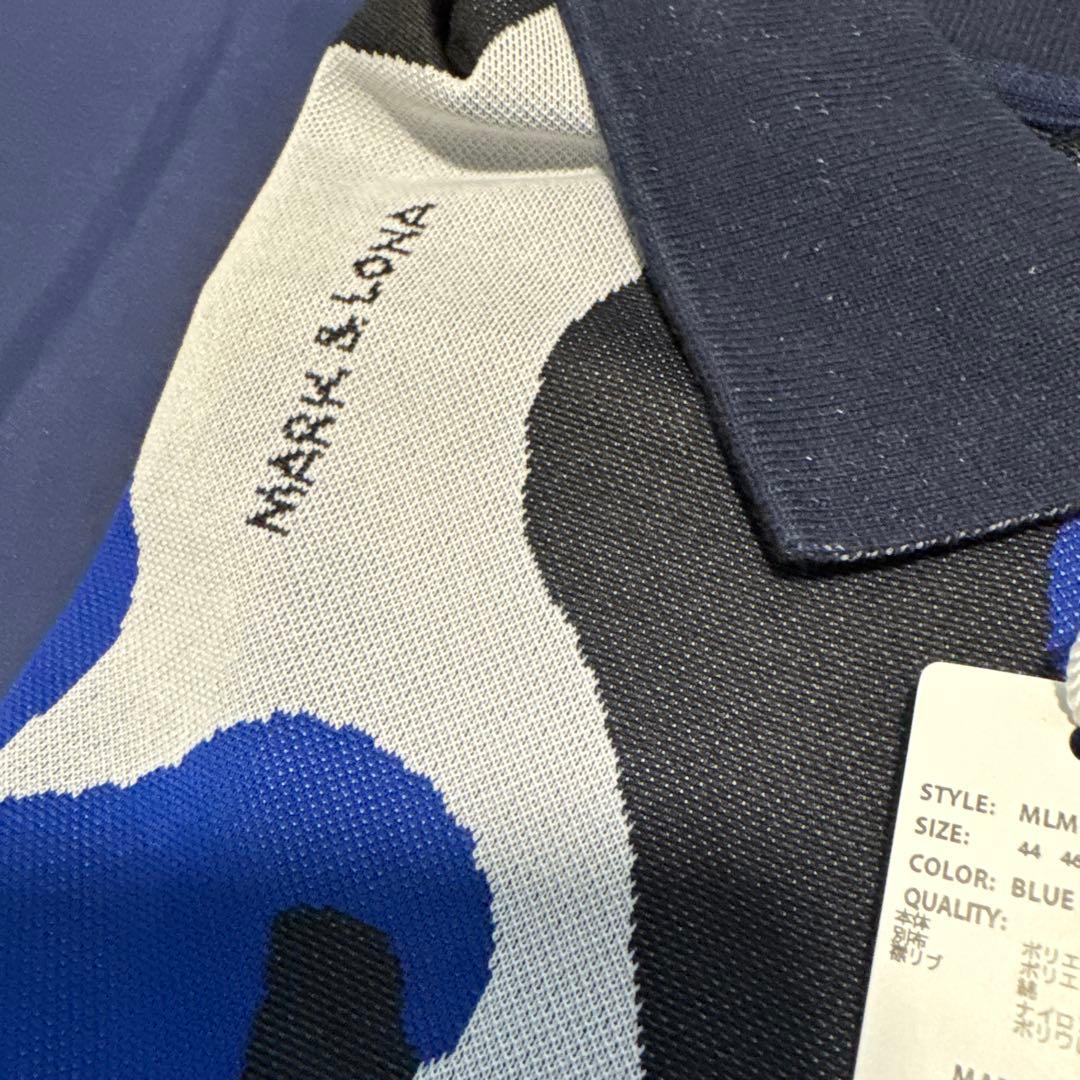 MARK & LONA
STYLE: MLM
SIZE: 44 46
COLOR: BLUE
QUALITY:
本体 ポリエ
別布 ポリエ
襟リブ 綿
ナイロ
ポリウ